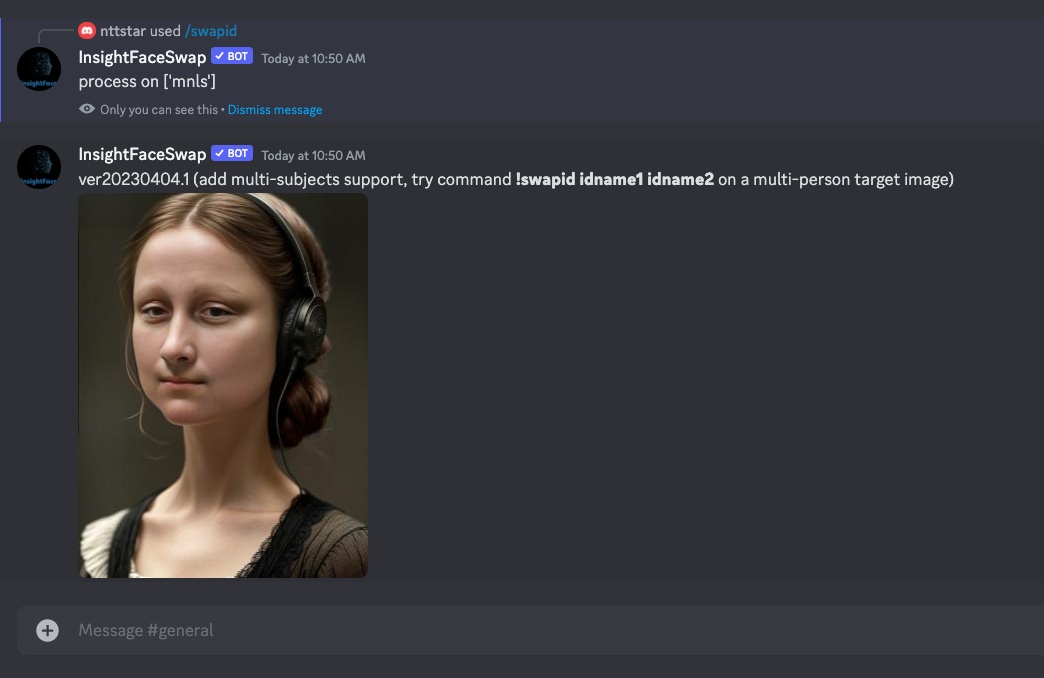 nttstar used /swapid
InsightFaceSwap ✓ BOT Today at 10:50 AM
process on ['mnls']
Only you can see this • Dismiss message
InsightFaceSwap ✓ BOT Today at 10:50 AM
ver20230404.1 (add multi-subjects support, try command !swapid idname1 idname2 on a multi-person target image)
Message #general